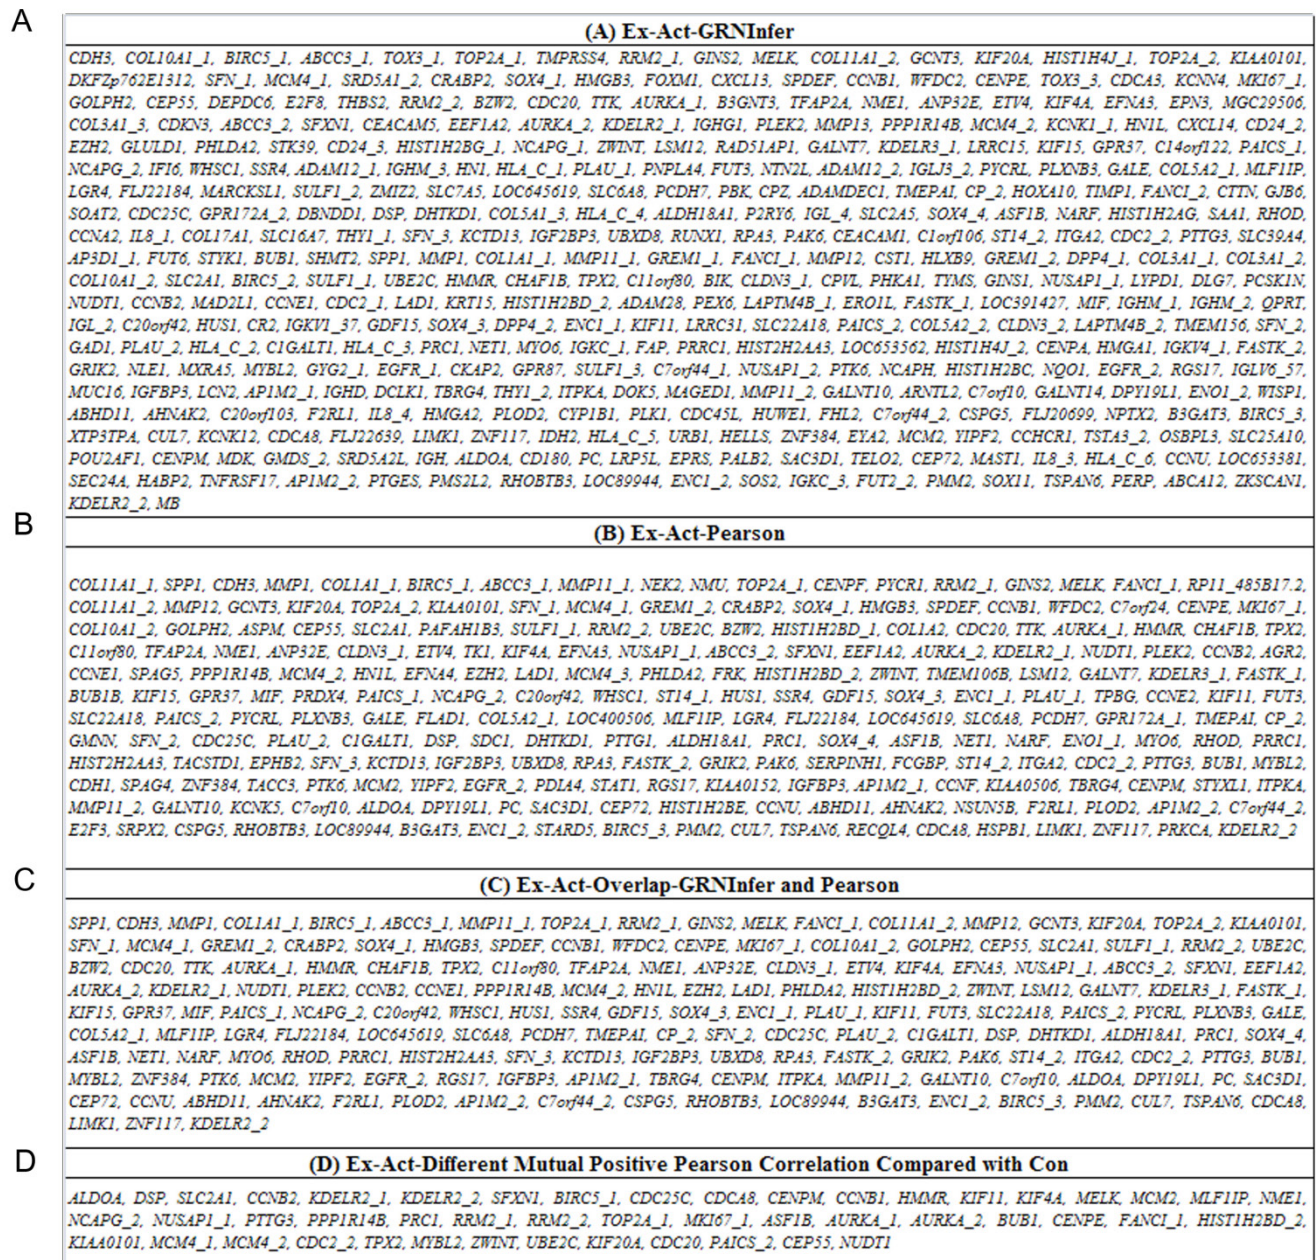 A
(A) Ex-Act-GRNInfer
CDH3, COL10A1_1, BIRC5_1, ABCC3_1, TOX3_1, TOP2A_1, TMPRSS4, RRM2_1, GINS2, MELK, COL11A1_2, GCNT3, KIF20A, HIST1H4J_1, TOP2A_2, KIAA0101,
DKFZp762E1312, SFN_1, MCM4_1, SRD5A1_2, CRABP2, SOX4_1, HMGB3, FOXM1, CXCL13, SPDEF, CCNB1, WFDC2, CENPE, TOX3_3, CDCA3, KCNN4, MKI67_1,
GOLPH2, CEP55, DEPDC6, E2F8, THBS2, RRM2_2, BZW2, CDC20, TTK, AURKA_1, B3GNT3, TFAP2A, NME1, ANP32E, ETV4, KIF4A, EFNA3, EPN3, MGC29506,
COL3A1_3, CDKN3, ABCC3_2, SFXN1, CEACAM5, EEF1A2, AURKA_2, KDELR2_1, IGHG1, PLEK2, MMP13, PPP1R14B, MCM4_2, KCNK1_1, HN1L, CXCL14, CD24_2,
EZH2, GLULD1, PHLDA2, STK39, CD24_3, HIST1H2BG_1, NCAPG_1, ZWINT, LSM12, RAD51AP1, GALNT7, KDELR3_1, LRRC15, KIF15, GPR37, C14orf122, PAICS_1,
NCAPG_2, IFI6, WHSC1, SSR4, ADAM12_1, IGHM_3, HN1, HLA_C_1, PLAU_1, PNPLA4, FUT3, NTN2L, ADAM12_2, IGLJ3_2, PYCRL, PLXNB3, GALE, COL5A2_1, MLF1IP,
LGR4, FLJ22184, MARCKSL1, SULF1_2, ZMIZ2, SLC7A5, LOC645619, SLC6A8, PCDH7, PBK, CPZ, ADAMDEC1, TMEPAI, CP_2, HOXA10, TIMP1, FANCI_2, CTTN, GJB6,
SOAT2, CDC25C, GPR172A_2, DBNDD1, DSP, DHTKD1, COL5A1_3, HLA_C_4, ALDH18A1, P2RY6, IGL_4, SLC2A5, SOX4_4, ASF1B, NARF, HIST1H2AG, SAA1, RHOD,
CCNA2, IL8_1, COL17A1, SLC16A7, THY1_1, SFN_3, KCTD13, IGF2BP3, UBXD8, RUNX1, RPA3, PAK6, CEACAM1, C1orf106, ST14_2, ITGA2, CDC2_2, PTTG3, SLC39A4,
AP3D1_1, FUT6, STYK1, BUB1, SHMT2, SPP1, MMP1, COL1A1_1, MMP11_1, GREM1_1, FANCI_1, MMP12, CST1, HLXB9, GREM1_2, DPP4_1, COL3A1_1, COL3A1_2,
COL10A1_2, SLC2A1, BIRC5_2, SULF1_1, UBE2C, HMMR, CHAF1B, TPX2, C11orf80, BIK, CLDN3_1, CPVL, PHKA1, TYMS, GINS1, NUSAP1_1, LYPD1, DLG7, PCSK1N,
NUDT1, CCNB2, MAD2L1, CCNE1, CDC2_1, LAD1, KRT15, HIST1H2BD_2, ADAM28, PEX6, LAPTM4B_1, ERO1L, FASTK_1, LOC391427, MIF, IGHM_1, IGHM_2, QPRT,
IGL_2, C20orf42, HUS1, CR2, IGKV1_37, GDF15, SOX4_3, DPP4_2, ENC1_1, KIF11, LRRC31, SLC22A18, PAICS_2, COL5A2_2, CLDN3_2, LAPTM4B_2, TMEM156, SFN_2,
GAD1, PLAU_2, HLA_C_2, C1GALT1, HLA_C_3, PRC1, NET1, MYO6, IGKC_1, FAP, PRRC1, HIST2H2AA3, LOC653562, HIST1H4J_2, CENPA, HMGA1, IGKV4_1, FASTK_2,
GRIK2, NLE1, MXRA5, MYBL2, GYG2_1, EGFR_1, CKAP2, GPR87, SULF1_3, C7orf44_1, NUSAP1_2, PTK6, NCAPH, HIST1H2BC, NQO1, EGFR_2, RGS17, IGLV6_57,
MUC16, IGFBP3, LCN2, AP1M2_1, IGHD, DCLK1, TBRG4, THY1_2, ITPKA, DOK5, MAGED1, MMP11_2, GALNT10, ARNTL2, C7orf10, GALNT14, DPY19L1, ENO1_2, WISP1,
ABHD11, AHNAK2, C20orf103, F2RL1, IL8_4, HMGA2, PLOD2, CYP1B1, PLK1, CDC45L, HUWE1, FHL2, C7orf44_2, CSPG5, FLJ20699, NPTX2, B3GAT3, BIRC5_3,
XTP3TPA, CUL7, KCNK12, CDCA8, FLJ22639, LIMK1, ZNF117, IDH2, HLA_C_5, URB1, HELLS, ZNF384, EYA2, MCM2, YIPF2, CCHCR1, TSTA3_2, OSBPL3, SLC25A10,
POU2AF1, CENPM, MDK, GMDS_2, SRD5A2L, IGH, ALDOA, CD180, PC, LRP5L, EPRS, PALB2, SAC3D1, TELO2, CEP72, MAST1, IL8_3, HLA_C_6, CCNU, LOC653381,
SEC24A, HABP2, TNFRSF17, AP1M2_2, PTGES, PMS2L2, RHOBTB3, LOC89944, ENC1_2, SOS2, IGKC_3, FUT2_2, PMM2, SOX11, TSPAN6, PERP, ABCA12, ZKSCAN1,
KDELR2_2, MB
B
(B) Ex-Act-Pearson
COL11A1_1, SPP1, CDH3, MMP1, COL1A1_1, BIRC5_1, ABCC3_1, MMP11_1, NEK2, NMU, TOP2A_1, CENPF, PYCR1, RRM2_1, GINS2, MELK, FANCI_1, RP11_485B17.2,
COL11A1_2, MMP12, GCNT3, KIF20A, TOP2A_2, KIAA0101, SFN_1, MCM4_1, GREM1_2, CRABP2, SOX4_1, HMGB3, SPDEF, CCNB1, WFDC2, C7orf24, CENPE, MKI67_1,
COL10A1_2, GOLPH2, ASPM, CEP55, SLC2A1, PAFAH1B3, SULF1_1, RRM2_2, UBE2C, BZW2, HIST1H2BD_1, COL1A2, CDC20, TTK, AURKA_1, HMMR, CHAF1B, TPX2,
C11orf80, TFAP2A, NME1, ANP32E, CLDN3_1, ETV4, TK1, KIF4A, EFNA3, NUSAP1_1, ABCC3_2, SFXN1, EEF1A2, AURKA_2, KDELR2_1, NUDT1, PLEK2, CCNB2, AGR2,
CCNE1, SPAG5, PPP1R14B, MCM4_2, HN1L, EFNA4, EZH2, LAD1, MCM4_3, PHLDA2, FRK, HIST1H2BD_2, ZWINT, TMEM106B, LSM12, GALNT7, KDELR3_1, FASTK_1,
BUB1B, KIF15, GPR37, MIF, PRDX4, PAICS_1, NCAPG_2, C20orf42, WHSC1, ST14_1, HUS1, SSR4, GDF15, SOX4_3, ENC1_1, PLAU_1, TPBG, CCNE2, KIF11, FUT3,
SLC22A18, PAICS_2, PYCRL, PLXNB3, GALE, FLAD1, COL5A2_1, LOC400506, MLF1IP, LGR4, FLJ22184, LOC645619, SLC6A8, PCDH7, GPR172A_1, TMEPAI, CP_2,
GMNN, SFN_2, CDC25C, PLAU_2, C1GALT1, DSP, SDC1, DHTKD1, PTTG1, ALDH18A1, PRC1, SOX4_4, ASF1B, NET1, NARF, ENO1_1, MYO6, RHOD, PRRC1,
HIST2H2AA3, TACSTD1, EPHB2, SFN_3, KCTD13, IGF2BP3, UBXD8, RPA3, FASTK_2, GRIK2, PAK6, SERPINH1, FCGBP, ST14_2, ITGA2, CDC2_2, PTTG3, BUB1, MYBL2,
CDH1, SPAG4, ZNF384, TACC3, PTK6, MCM2, YIPF2, EGFR_2, PDIA4, STAT1, RGS17, KIAA0152, IGFBP3, AP1M2_1, CCNF, KIAA0506, TBRG4, CENPM, STYXL1, ITPKA,
MMP11_2, GALNT10, KCNK5, C7orf10, ALDOA, DPY19L1, PC, SAC3D1, CEP72, HIST1H2BE, CCNU, ABHD11, AHNAK2, NSUN5B, F2RL1, PLOD2, AP1M2_2, C7orf44_2,
E2F3, SRPX2, CSPG5, RHOBTB3, LOC89944, B3GAT3, ENC1_2, STARD5, BIRC5_3, PMM2, CUL7, TSPAN6, RECQL4, CDCA8, HSPB1, LIMK1, ZNF117, PRKCA, KDELR2_2
C
(C) Ex-Act-Overlap-GRNInfer and Pearson
SPP1, CDH3, MMP1, COL1A1_1, BIRC5_1, ABCC3_1, MMP11_1, TOP2A_1, RRM2_1, GINS2, MELK, FANCI_1, COL11A1_2, MMP12, GCNT3, KIF20A, TOP2A_2, KIAA0101,
SFN_1, MCM4_1, GREM1_2, CRABP2, SOX4_1, HMGB3, SPDEF, CCNB1, WFDC2, CENPE, MKI67_1, COL10A1_2, GOLPH2, CEP55, SLC2A1, SULF1_1, RRM2_2, UBE2C,
BZW2, CDC20, TTK, AURKA_1, HMMR, CHAF1B, TPX2, C11orf80, TFAP2A, NME1, ANP32E, CLDN3_1, ETV4, KIF4A, EFNA3, NUSAP1_1, ABCC3_2, SFXN1, EEF1A2,
AURKA_2, KDELR2_1, NUDT1, PLEK2, CCNB2, CCNE1, PPP1R14B, MCM4_2, HN1L, EZH2, LAD1, PHLDA2, HIST1H2BD_2, ZWINT, LSM12, GALNT7, KDELR3_1, FASTK_1,
KIF15, GPR37, MIF, PAICS_1, NCAPG_2, C20orf42, WHSC1, HUS1, SSR4, GDF15, SOX4_3, ENC1_1, PLAU_1, KIF11, FUT3, SLC22A18, PAICS_2, PYCRL, PLXNB3, GALE,
COL5A2_1, MLF1IP, LGR4, FLJ22184, LOC645619, SLC6A8, PCDH7, TMEPAI, CP_2, SFN_2, CDC25C, PLAU_2, C1GALT1, DSP, DHTKD1, ALDH18A1, PRC1, SOX4_4,
ASF1B, NET1, NARF, MYO6, RHOD, PRRC1, HIST2H2AA3, SFN_3, KCTD13, IGF2BP3, UBXD8, RPA3, FASTK_2, GRIK2, PAK6, ST14_2, ITGA2, CDC2_2, PTTG3, BUB1,
MYBL2, ZNF384, PTK6, MCM2, YIPF2, EGFR_2, RGS17, IGFBP3, AP1M2_1, TBRG4, CENPM, ITPKA, MMP11_2, GALNT10, C7orf10, ALDOA, DPY19L1, PC, SAC3D1,
CEP72, CCNU, ABHD11, AHNAK2, F2RL1, PLOD2, AP1M2_2, C7orf44_2, CSPG5, RHOBTB3, LOC89944, B3GAT3, ENC1_2, BIRC5_3, PMM2, CUL7, TSPAN6, CDCA8,
LIMK1, ZNF117, KDELR2_2
D
(D) Ex-Act-Different Mutual Positive Pearson Correlation Compared with Con
ALDOA, DSP, SLC2A1, CCNB2, KDELR2_1, KDELR2_2, SFXN1, BIRC5_1, CDC25C, CDCA8, CENPM, CCNB1, HMMR, KIF11, KIF4A, MELK, MCM2, MLF1IP, NME1,
NCAPG_2, NUSAP1_1, PTTG3, PPP1R14B, PRC1, RRM2_1, RRM2_2, TOP2A_1, MKI67_1, ASF1B, AURKA_1, AURKA_2, BUB1, CENPE, FANCI_1, HIST1H2BD_2,
KIAA0101, MCM4_1, MCM4_2, CDC2_2, TPX2, MYBL2, ZWINT, UBE2C, KIF20A, CDC20, PAICS_2, CEP55, NUDT1